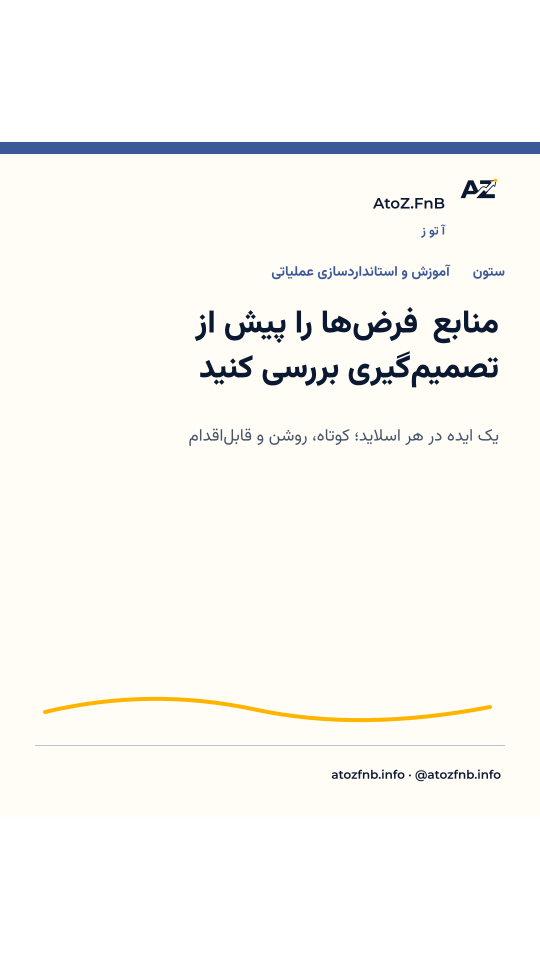 AZ
AtoZ.FnB
آ تو ز
ستون آموزش و استانداردسازی عملیاتی
منابع فرض‌ها را پیش از
تصمیم‌گیری بررسی کنید
یک ایده در هر اسلاید؛ کوتاه، روشن و قابل‌اقدام
atozfnb.info · @atozfnb.info